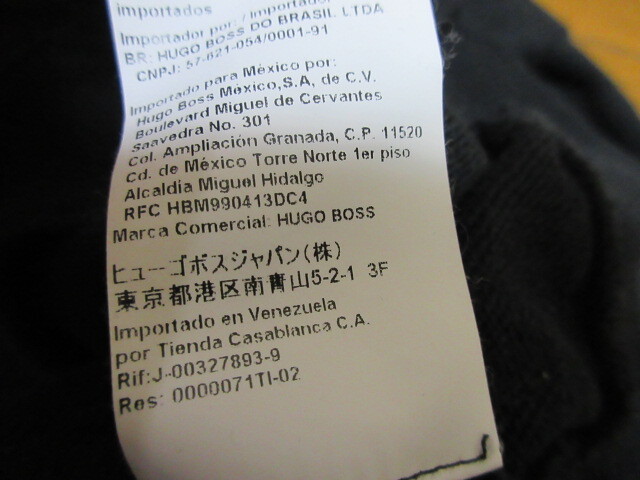 importados
Importador por: / Importador
BR: HUGO BOSS DO BRASIL LTDA
CNPJ: 57-621-054/0001-91
Importado para México por:
Hugo Boss México,S,A, de C.V.
Boulevard Miguel de Cervantes
Saavedra No. 301
Col. Ampliación Granada, C.P. 11520
Cd. de México Torre Norte 1er piso
Alcaldia Miguel Hidalgo
RFC HBM990413DC4
Marca Comercial: HUGO BOSS
ヒューゴボスジャパン(株)
東京都港区南青山5-2-1 3F
Importado en Venezuela
por Tienda Casablanca C.A.
Rif:J-00327893-9
Res: 0000071TI-02